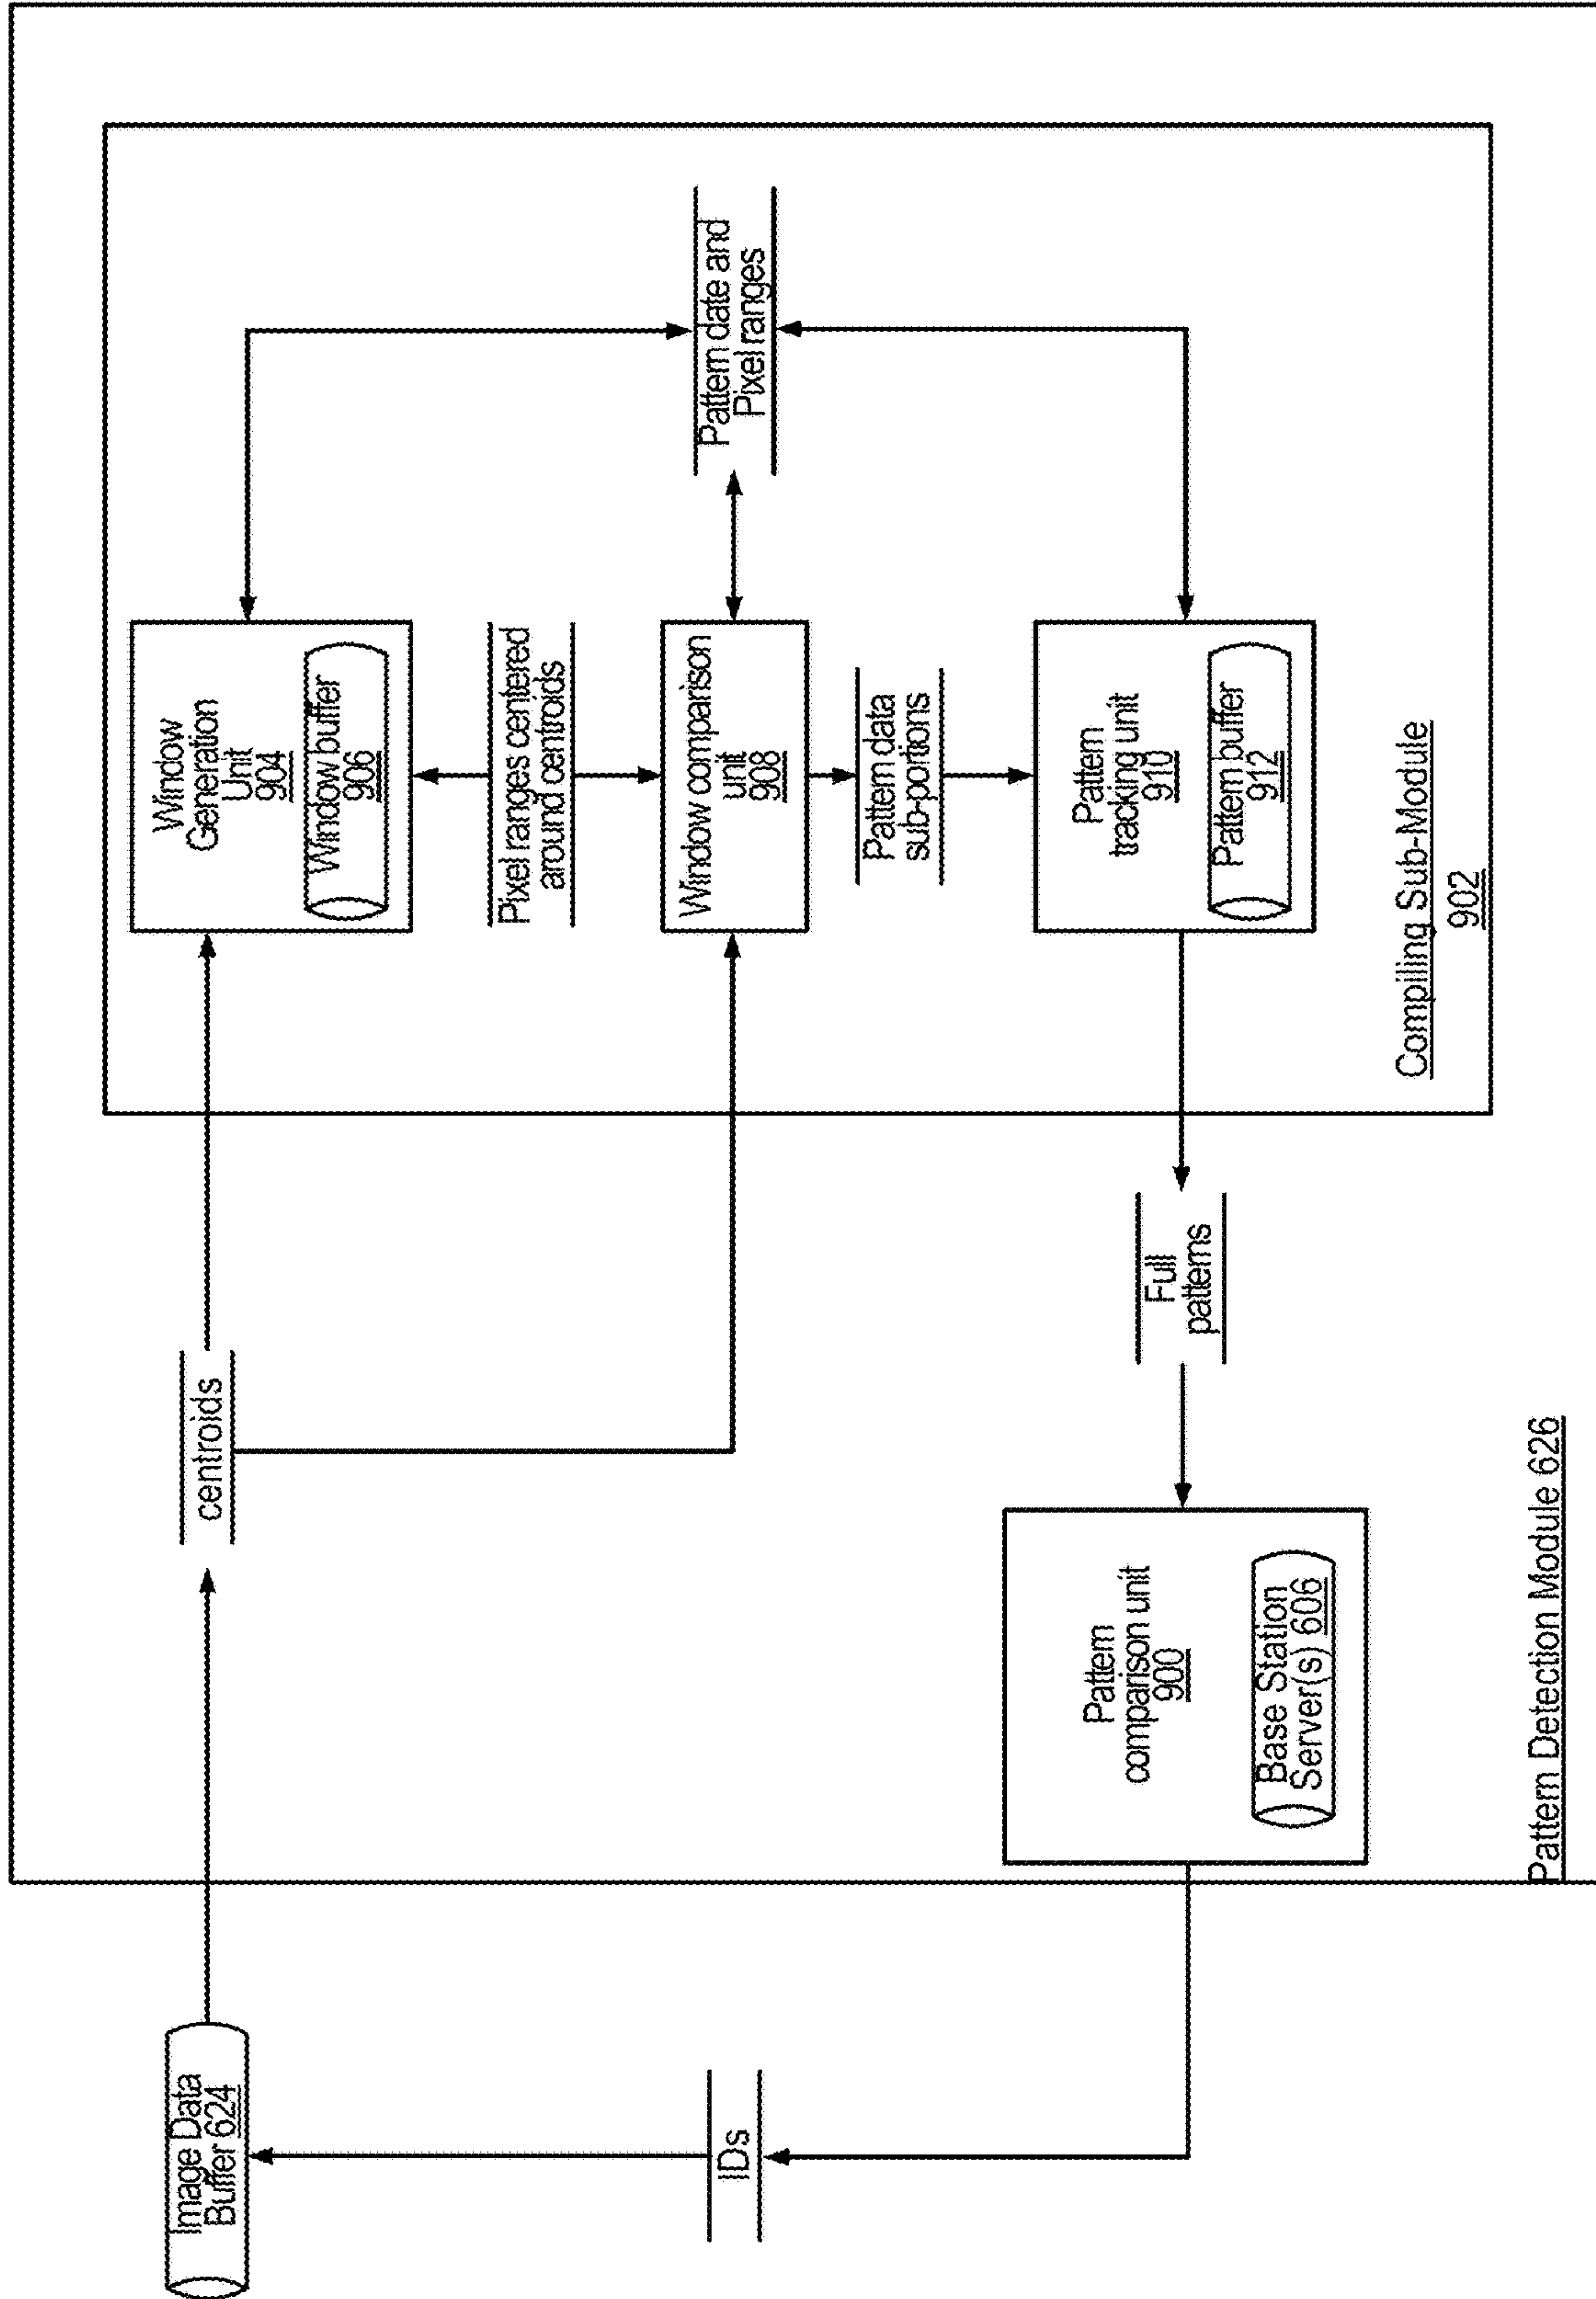 Image Data
Buffer 624
centroids
Window
Generation
Unit
904
Window buffer
906
Pixel ranges centered
around centroids
Pattern date and
Pixel ranges
IDs
Window comparison
unit
908
Pattern data
sub-portions
Pattern
comparison unit
900
Base Station
Server(s) 606
Full
patterns
Pattern
tracking unit
910
Pattern buffer
912
Compiling Sub-Module
902
Pattern Detection Module 626